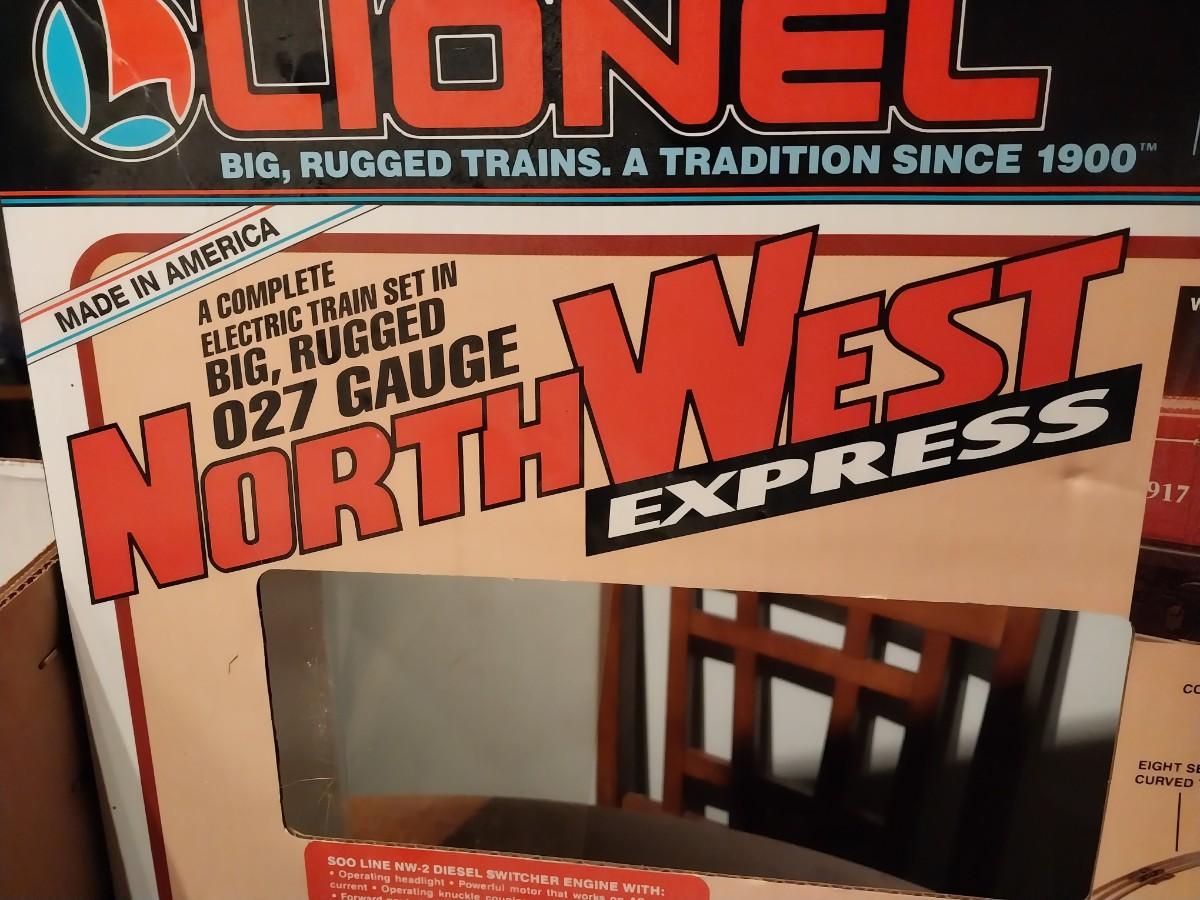 LIONEL
BIG, RUGGED TRAINS. A TRADITION SINCE 1900™
MADE IN AMERICA
A COMPLETE
ELECTRIC TRAIN SET IN
BIG, RUGGED
027 GAUGE
NORTHWEST
EXPRESS
917
EIGHT
CURVED
SOO LINE NW-2 DIESEL SWITCHER ENGINE WITH:
• Operating headlight • Powerful motor that works on
current • Operating knuckle
• Forward